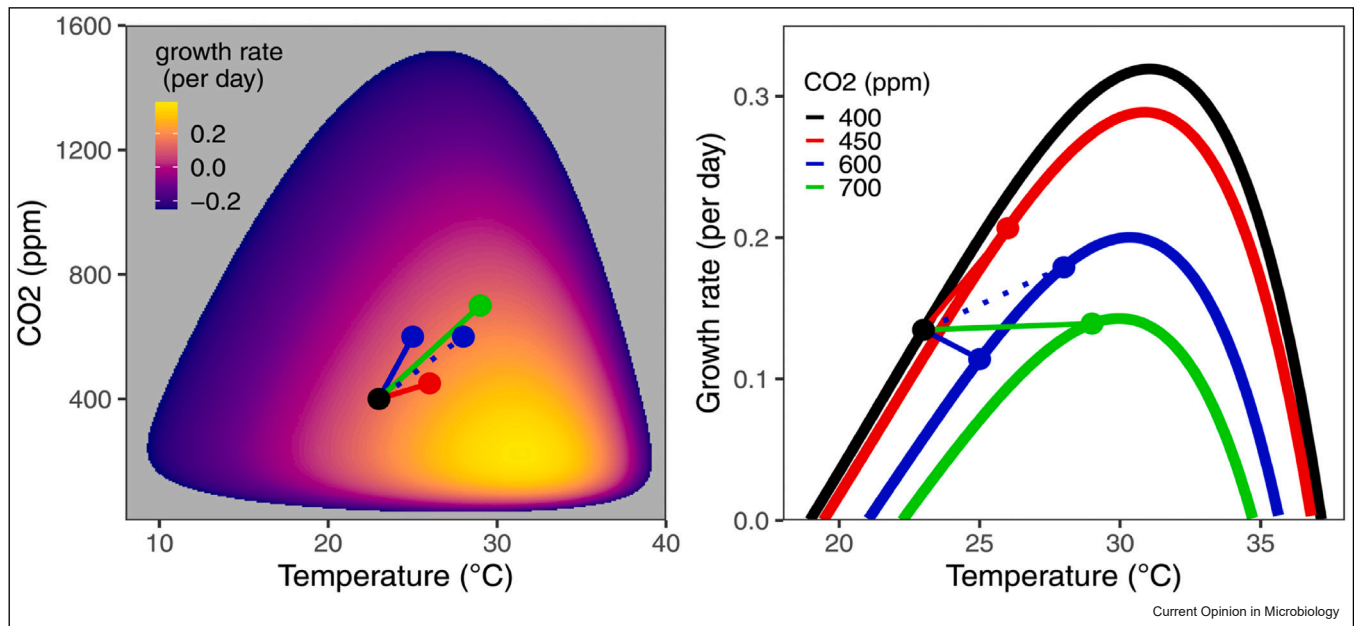 1600
1200
800
400
CO2 (ppm)
growth rate
(per day)
0.2
0.0
−0.2
10
20
30
40
Temperature (°C)
0.3
0.2
0.1
0.0
Growth rate (per day)
CO2 (ppm)
400
450
600
700
20
25
30
35
Temperature (°C)
Current Opinion in Microbiology